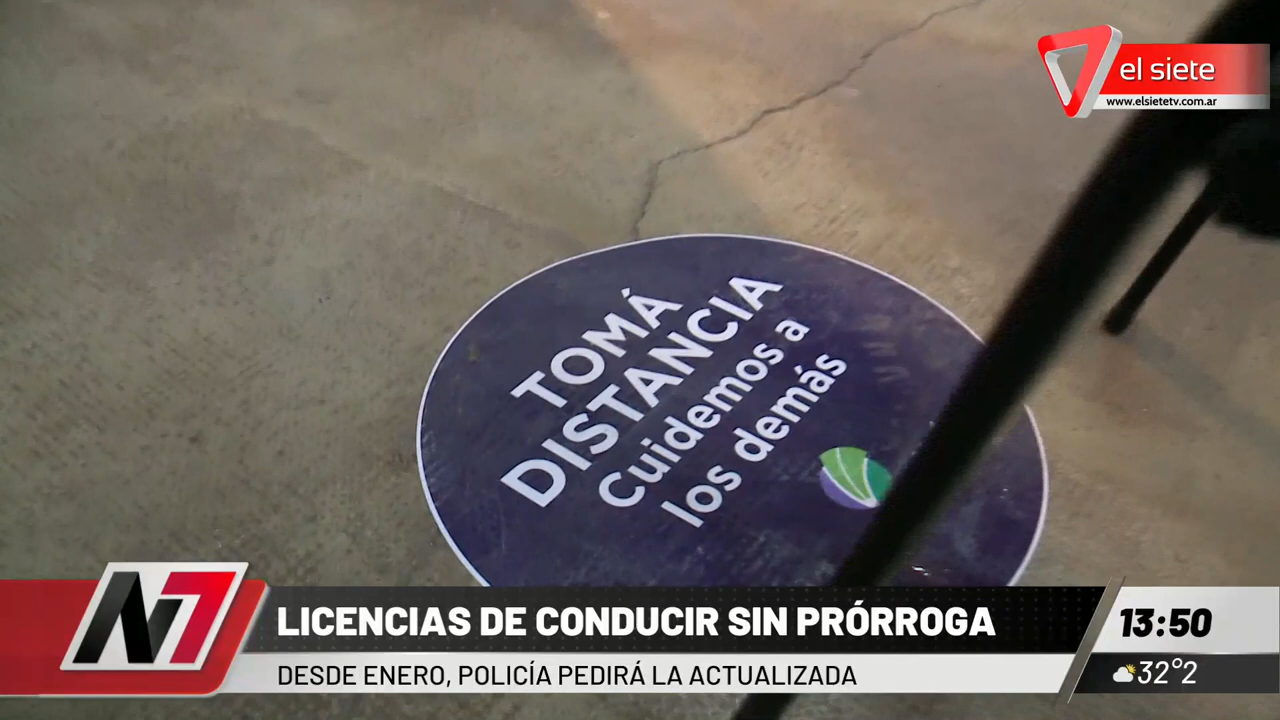 el siete
www.elsietetv.com.ar
TOMÁ
DISTANCIA
Cuidemos a
los demás
N7
LICENCIAS DE CONDUCIR SIN PRÓRROGA
13:50
DESDE ENERO, POLICÍA PEDIRÁ LA ACTUALIZADA
32°2